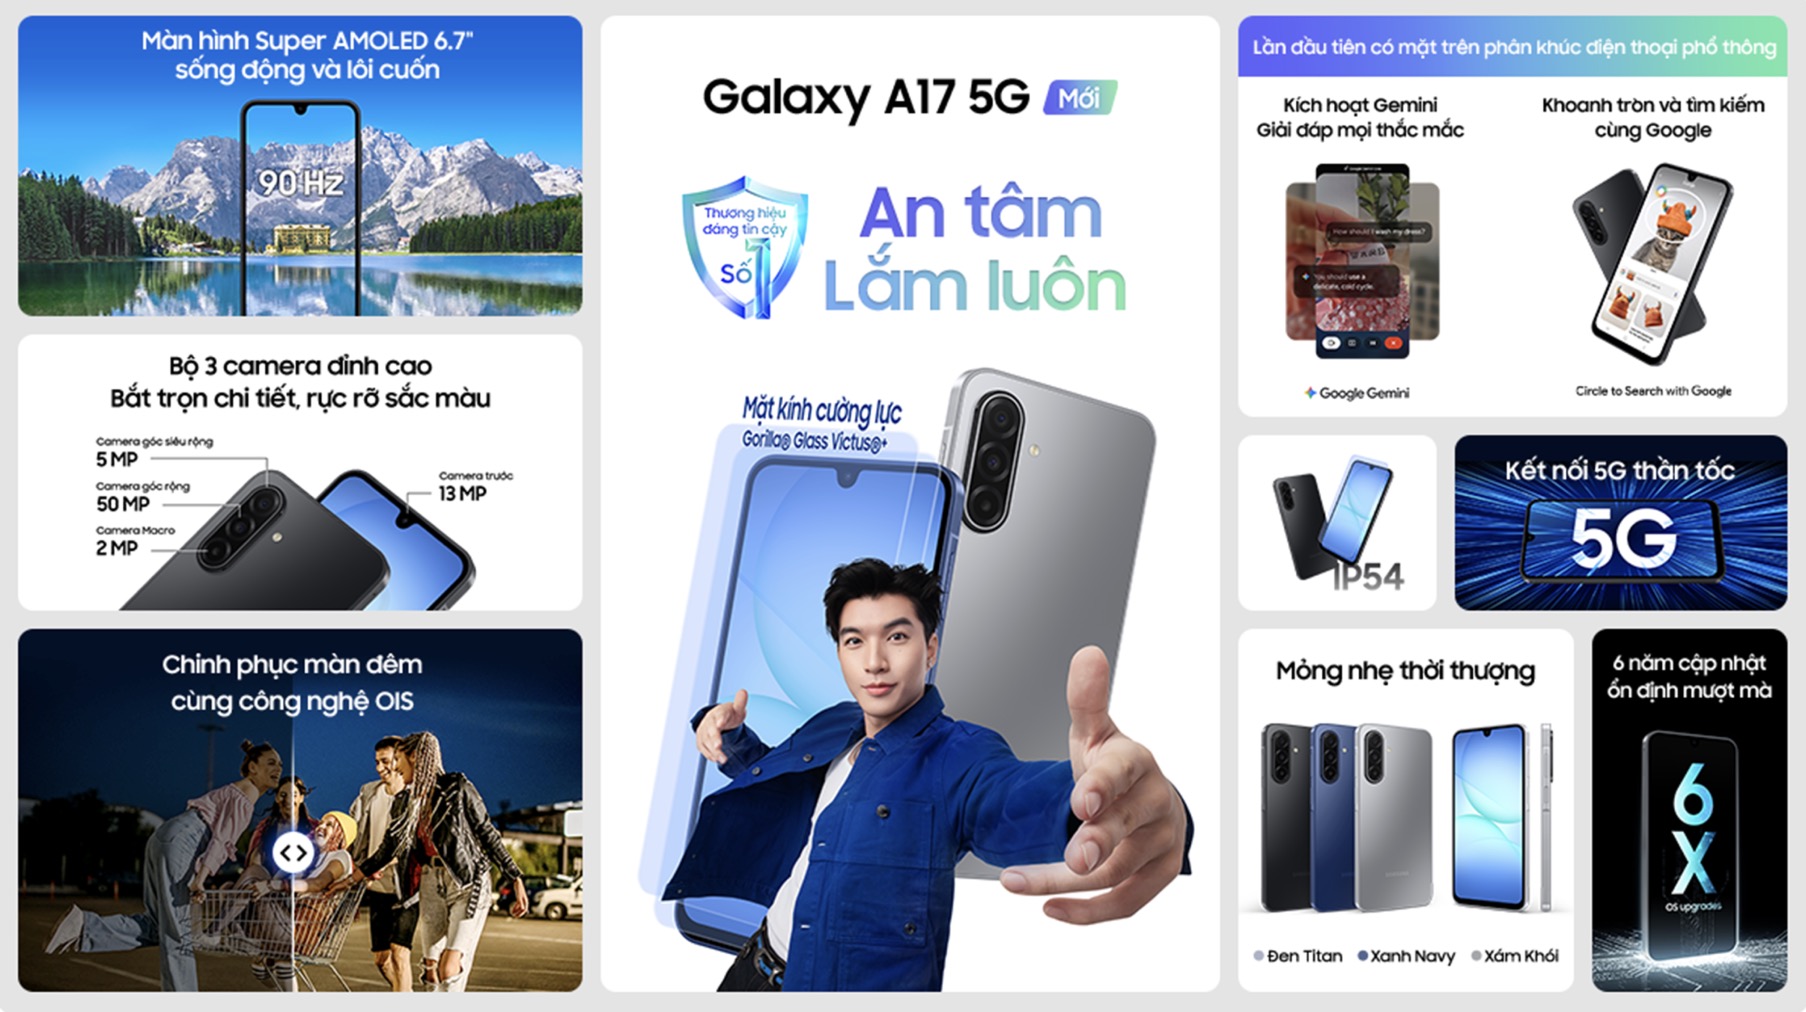 Màn hình Super AMOLED 6.7"
sống động và lôi cuốn
90 Hz
Bộ 3 camera đỉnh cao
Bắt trọn chi tiết, rực rỡ sắc màu
Camera góc siêu rộng
5 MP
Camera góc rộng
50 MP
Camera Macro
2 MP
Camera trước
13 MP
Chinh phục màn đêm
cùng công nghệ OIS
Galaxy A17 5G Mới
Thương hiệu
đáng tin cậy
Số 1
An tâm
Lắm luôn
Mặt kính cường lực
Gorilla® Glass Victus®+
Lần đầu tiên có mặt trên phân khúc điện thoại phổ thông
Kích hoạt Gemini
Giải đáp mọi thắc mắc
How should I wash my dress?
You should use a
delicate, cold cycle.
Google Gemini
Khoanh tròn và tìm kiếm
cùng Google
Circle to Search with Google
IP54
Kết nối 5G thần tốc
5G
Mỏng nhẹ thời thượng
Đen Titan
Xanh Navy
Xám Khói
6 năm cập nhật
ổn định mượt mà
6
X
OS upgrades